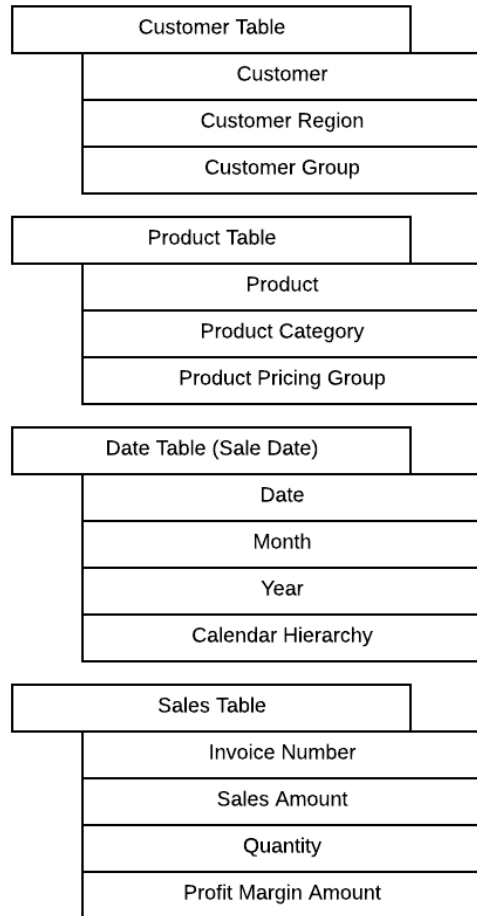 Customer Table
Customer
Customer Region
Customer Group
Product Table
Product
Product Category
Product Pricing Group
Date Table (Sale Date)
Date
Month
Year
Calendar Hierarchy
Sales Table
Invoice Number
Sales Amount
Quantity
Profit Margin Amount